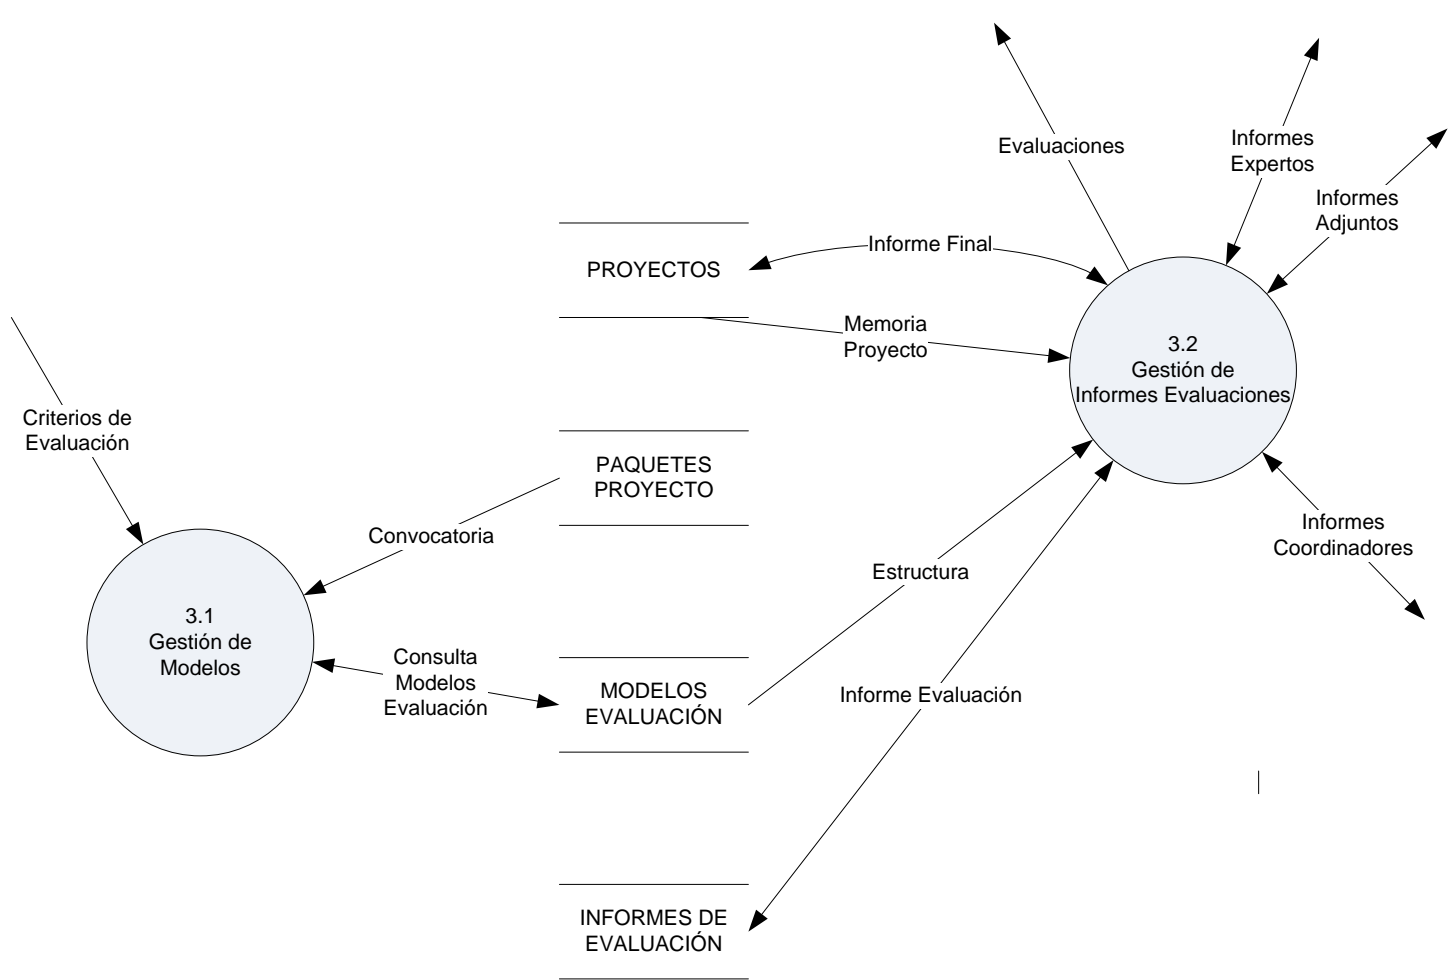 Evaluaciones
Informes
Expertos
Informes
Adjuntos
Informe Final
PROYECTOS
Memoria
Proyecto
3.2
Gestión de
Informes Evaluaciones
Criterios de
Evaluación
PAQUETES
PROYECTO
Convocatoria
Informes
Coordinadores
Estructura
3.1
Gestión de
Modelos
Consulta
Modelos
Evaluación
MODELOS
EVALUACIÓN
Informe Evaluación
INFORMES DE
EVALUACIÓN